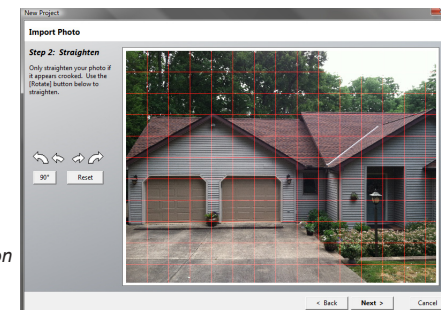 New Project
Import Photo
Step 2: Straighten
Only straighten your photo if
it appears crooked. Use the
[Rotate] button below to
straighten.
90° Reset
on
< Back Next > Cancel